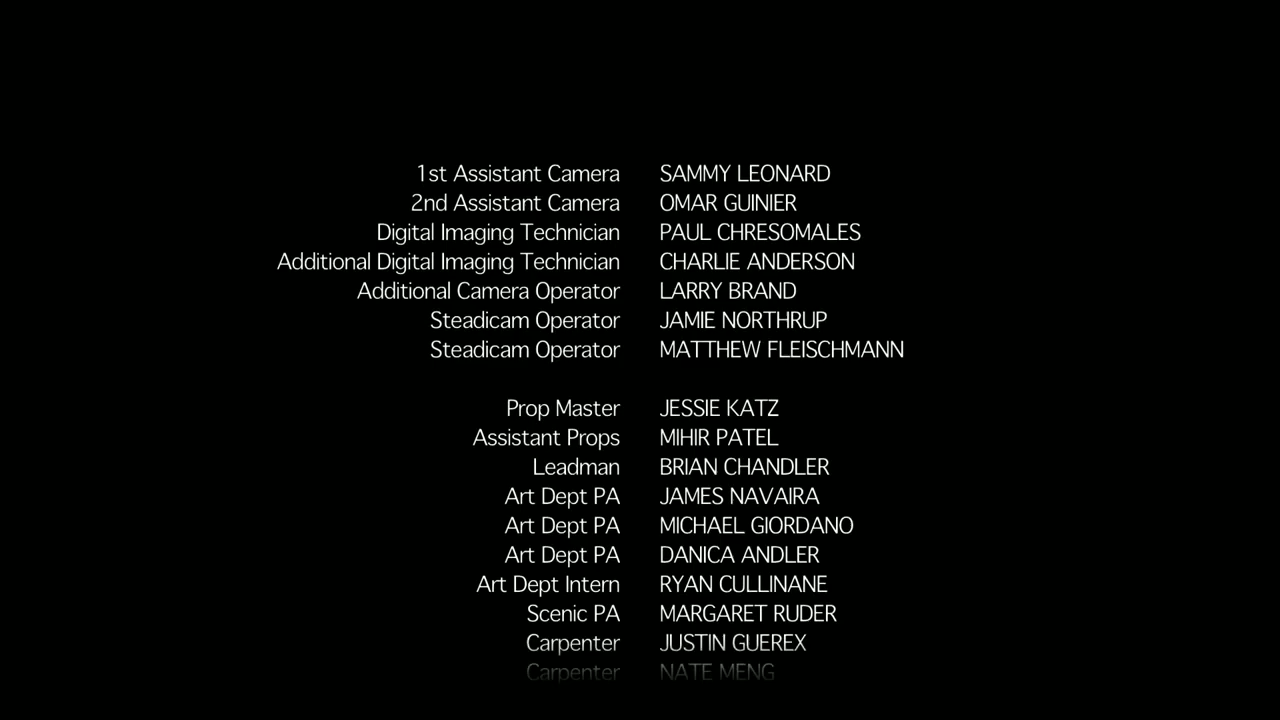 1st Assistant Camera SAMMY LEONARD
2nd Assistant Camera OMAR GUINIER
Digital Imaging Technician PAUL CHRESOMALES
Additional Digital Imaging Technician CHARLIE ANDERSON
Additional Camera Operator LARRY BRAND
Steadicam Operator JAMIE NORTHRUP
Steadicam Operator MATTHEW FLEISCHMANN
Prop Master JESSIE KATZ
Assistant Props MIHIR PATEL
Leadman BRIAN CHANDLER
Art Dept PA JAMES NAVAIRA
Art Dept PA MICHAEL GIORDANO
Art Dept PA DANICA ANDLER
Art Dept Intern RYAN CULLINANE
Scenic PA MARGARET RUDER
Carpenter JUSTIN GUEREX
Carpenter NATE MENG